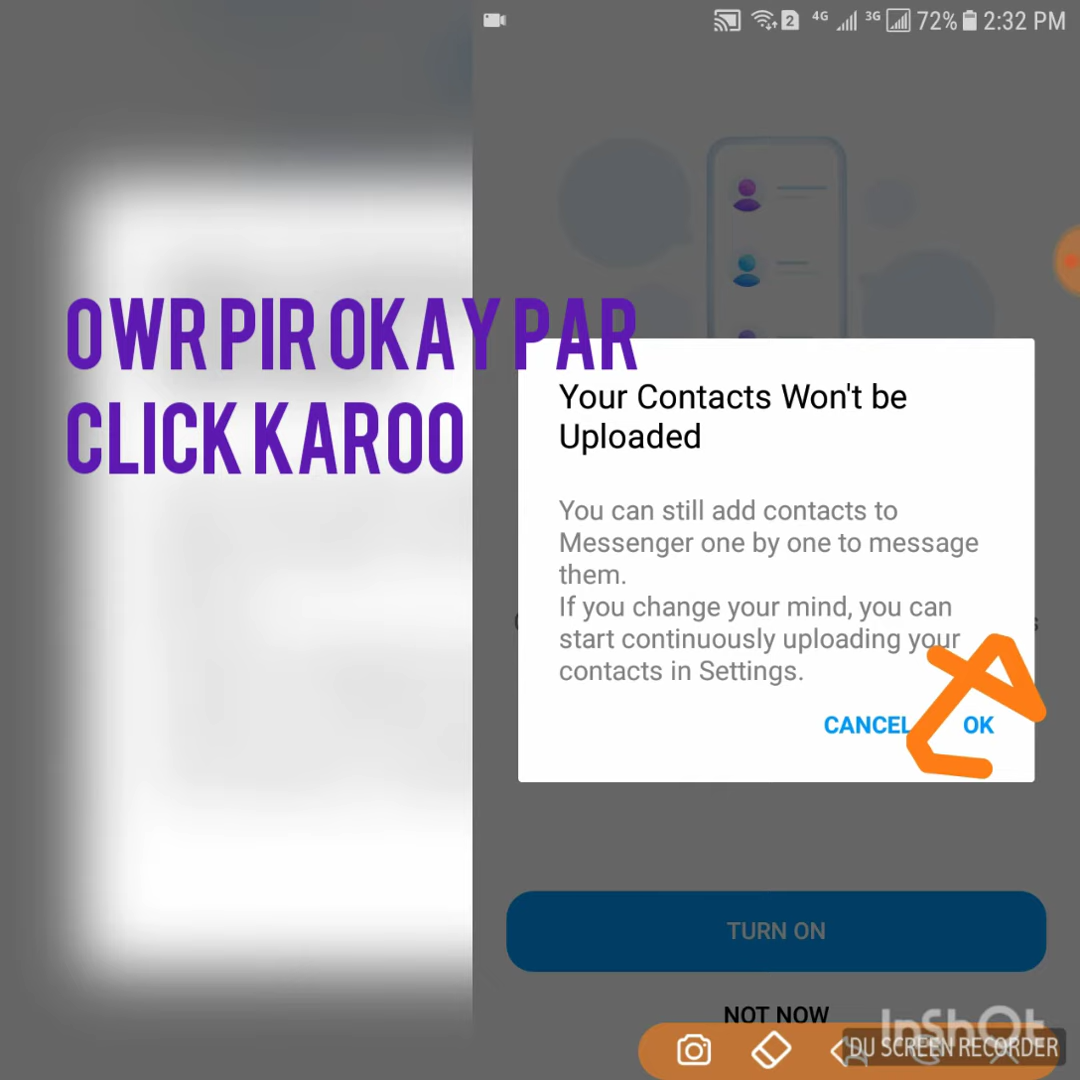 2 4G 3G 72% 2:32 PM
OWR PIR OKAY PAR
CLICK KAROO
Your Contacts Won't be
Uploaded
You can still add contacts to
Messenger one by one to message
them.
If you change your mind, you can
start continuously uploading your
contacts in Settings.
CANCEL OK
TURN ON
NOT NOW
InShOt
DU SCREEN RECORDER